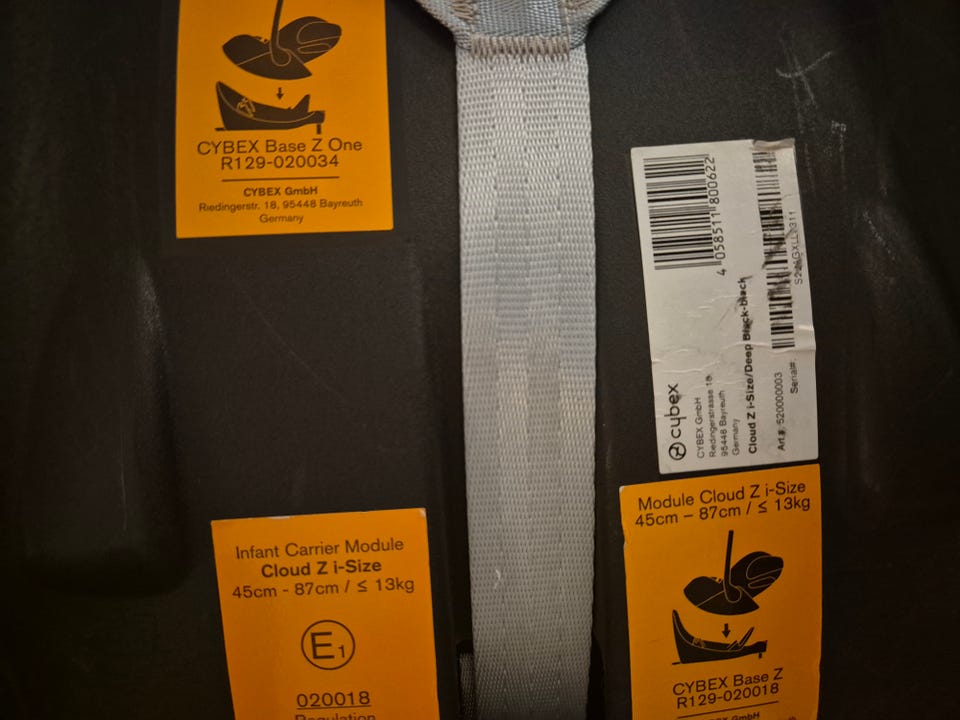 CYBEX Base Z One
R129-020034
CYBEX GmbH
Riedingerstr. 18, 95448 Bayreuth
Germany
4 058511 800622
cybex
CYBEX GmbH
Riedingerstrasse 18
95448 Bayreuth
Germany
Cloud Z i-Size/Deep Black-black
Art.#: 520000003
Serial#:
Infant Carrier Module
Cloud Z i-Size
45cm - 87cm / ≤ 13kg
E1
020018
Regulation
Module Cloud Z i-Size
45cm – 87cm / ≤ 13kg
CYBEX Base Z
R129-020018
CYBEX GmbH